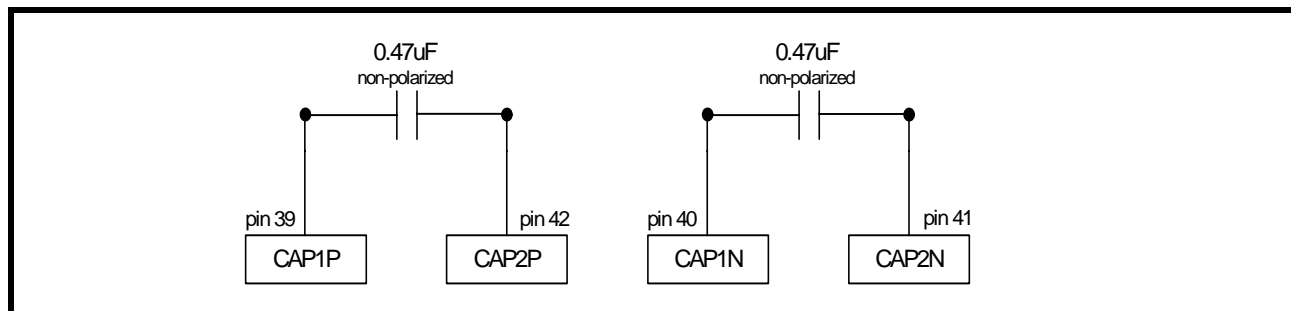 0.47uF
non-polarized
0.47uF
non-polarized
pin 39
pin 42
pin 40
pin 41
CAP1P
CAP2P
CAP1N
CAP2N